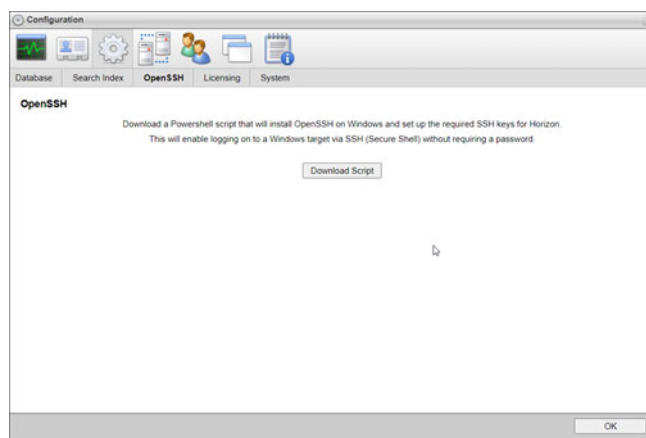 Configuration
Database Search Index OpenSSH Licensing System
OpenSSH
Download a Powershell script that will install OpenSSH on Windows and set up the required SSH keys for Horizon.
This will enable logging on to a Windows target via SSH (Secure Shell) without requiring a password.
Download Script
OK